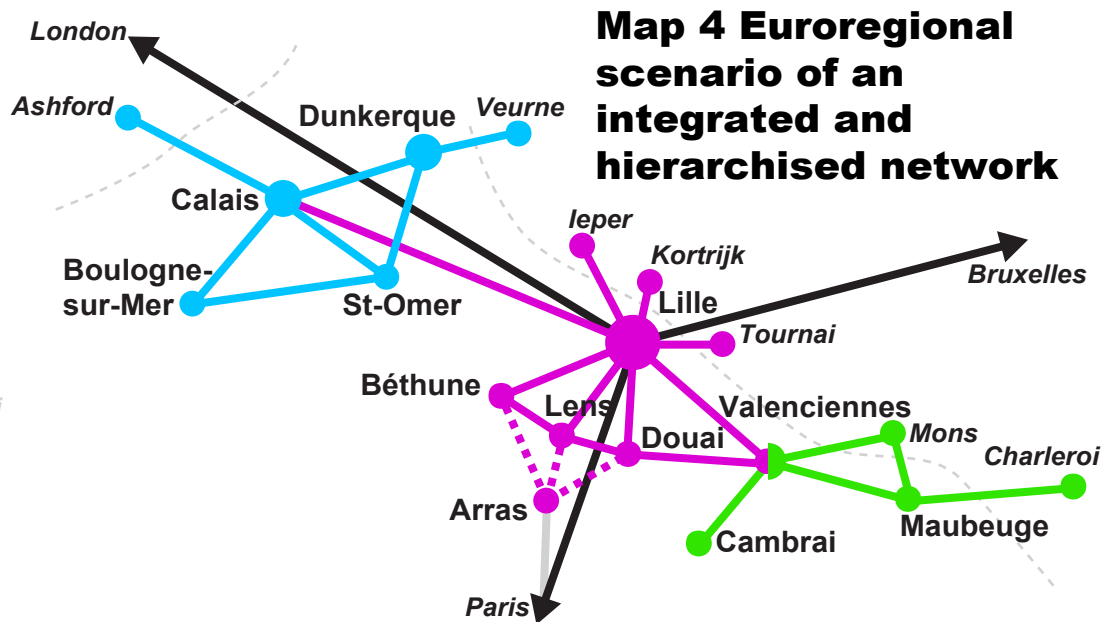 Map 4 Euroregional
scenario of an
integrated and
hierarchised network
London
Ashford
Dunkerque
Veurne
Calais
Boulogne-
sur-Mer
St-Omer
Ieper
Kortrijk
Lille
Bruxelles
Tournai
Béthune
Lens
Douai
Valenciennes
Mons
Charleroi
Arras
Cambrai
Maubeuge
Paris